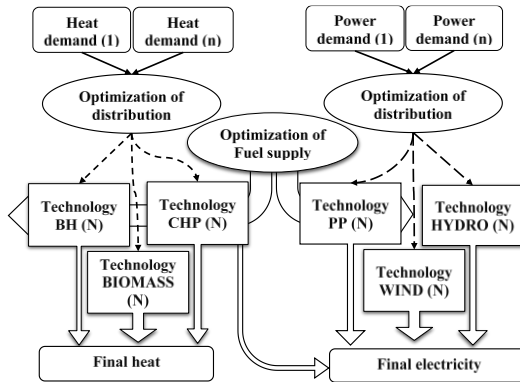 Heat
demand (1)
Heat
demand (n)
Power
demand (1)
Power
demand (n)
Optimization of
distribution
Optimization of
distribution
Optimization of
Fuel supply
Technology
BH (N)
Technology
CHP (N)
Technology
PP (N)
Technology
HYDRO (N)
Technology
BIOMASS
(N)
Technology
WIND (N)
Final heat
Final electricity